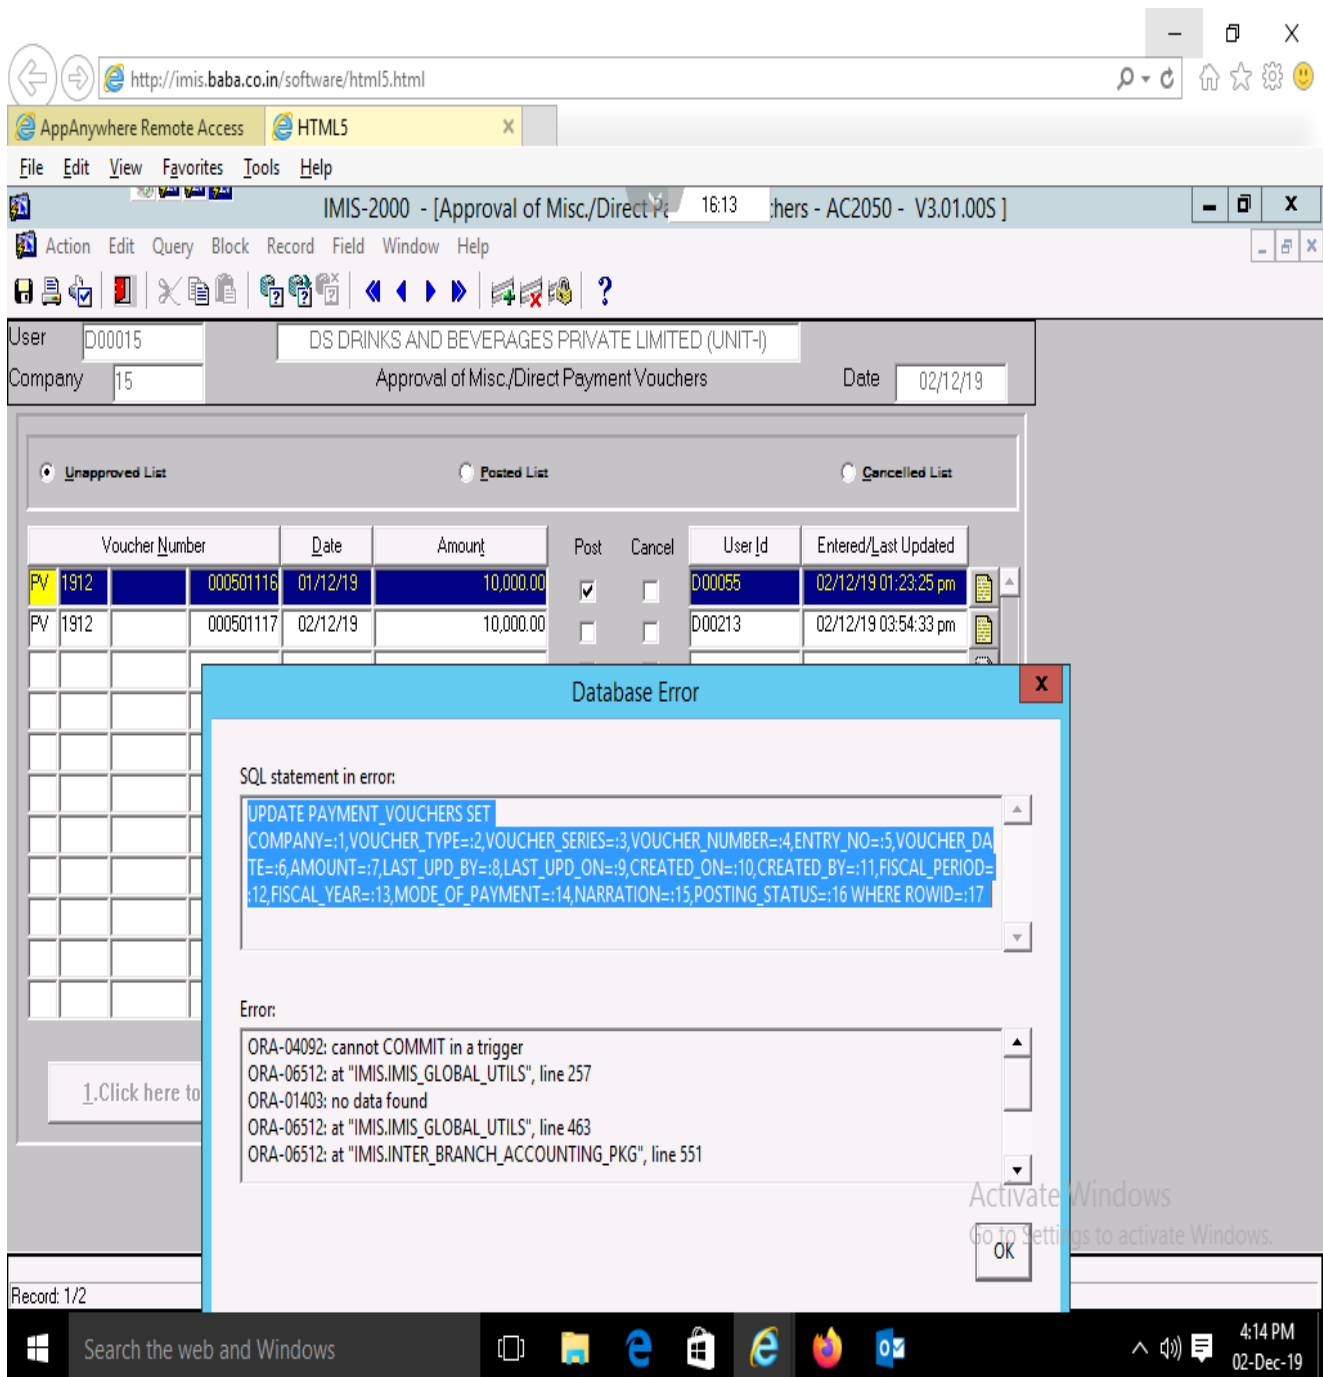 http://imis.baba.co.in/software/html5.html
AppAnywhere Remote Access
HTML5
File Edit View Favorites Tools Help
IMIS-2000 - [Approval of Misc./Direct Pa
16:13
hers - AC2050 - V3.01.00S ]
Action Edit Query Block Record Field Window Help
User D00015 DS DRINKS AND BEVERAGES PRIVATE LIMITED (UNIT-I)
Company 15 Approval of Misc./Direct Payment Vouchers Date 02/12/19
Unapproved List Posted List Cancelled List
Voucher Number Date Amount Post Cancel User Id Entered/Last Updated
PV 1912 000501116 01/12/19 10,000.00 D00055 02/12/19 01:23:25 pm
PV 1912 000501117 02/12/19 10,000.00 D00213 02/12/19 03:54:33 pm
Database Error
SQL statement in error:
UPDATE PAYMENT_VOUCHERS SET
COMPANY=:1,VOUCHER_TYPE=:2,VOUCHER_SERIES=:3,VOUCHER_NUMBER=:4,ENTRY_NO=:5,VOUCHER_DA
TE=:6,AMOUNT=:7,LAST_UPD_BY=:8,LAST_UPD_ON=:9,CREATED_ON=:10,CREATED_BY=:11,FISCAL_PERIOD=
:12,FISCAL_YEAR=:13,MODE_OF_PAYMENT=:14,NARRATION=:15,POSTING_STATUS=:16 WHERE ROWID=:17
Error:
ORA-04092: cannot COMMIT in a trigger
ORA-06512: at "IMIS.IMIS_GLOBAL_UTILS", line 257
ORA-01403: no data found
ORA-06512: at "IMIS.IMIS_GLOBAL_UTILS", line 463
ORA-06512: at "IMIS.INTER_BRANCH_ACCOUNTING_PKG", line 551
1.Click here to
Activate Windows
Go to Settings to activate Windows.
OK
Record: 1/2
Search the web and Windows
4:14 PM
02-Dec-19